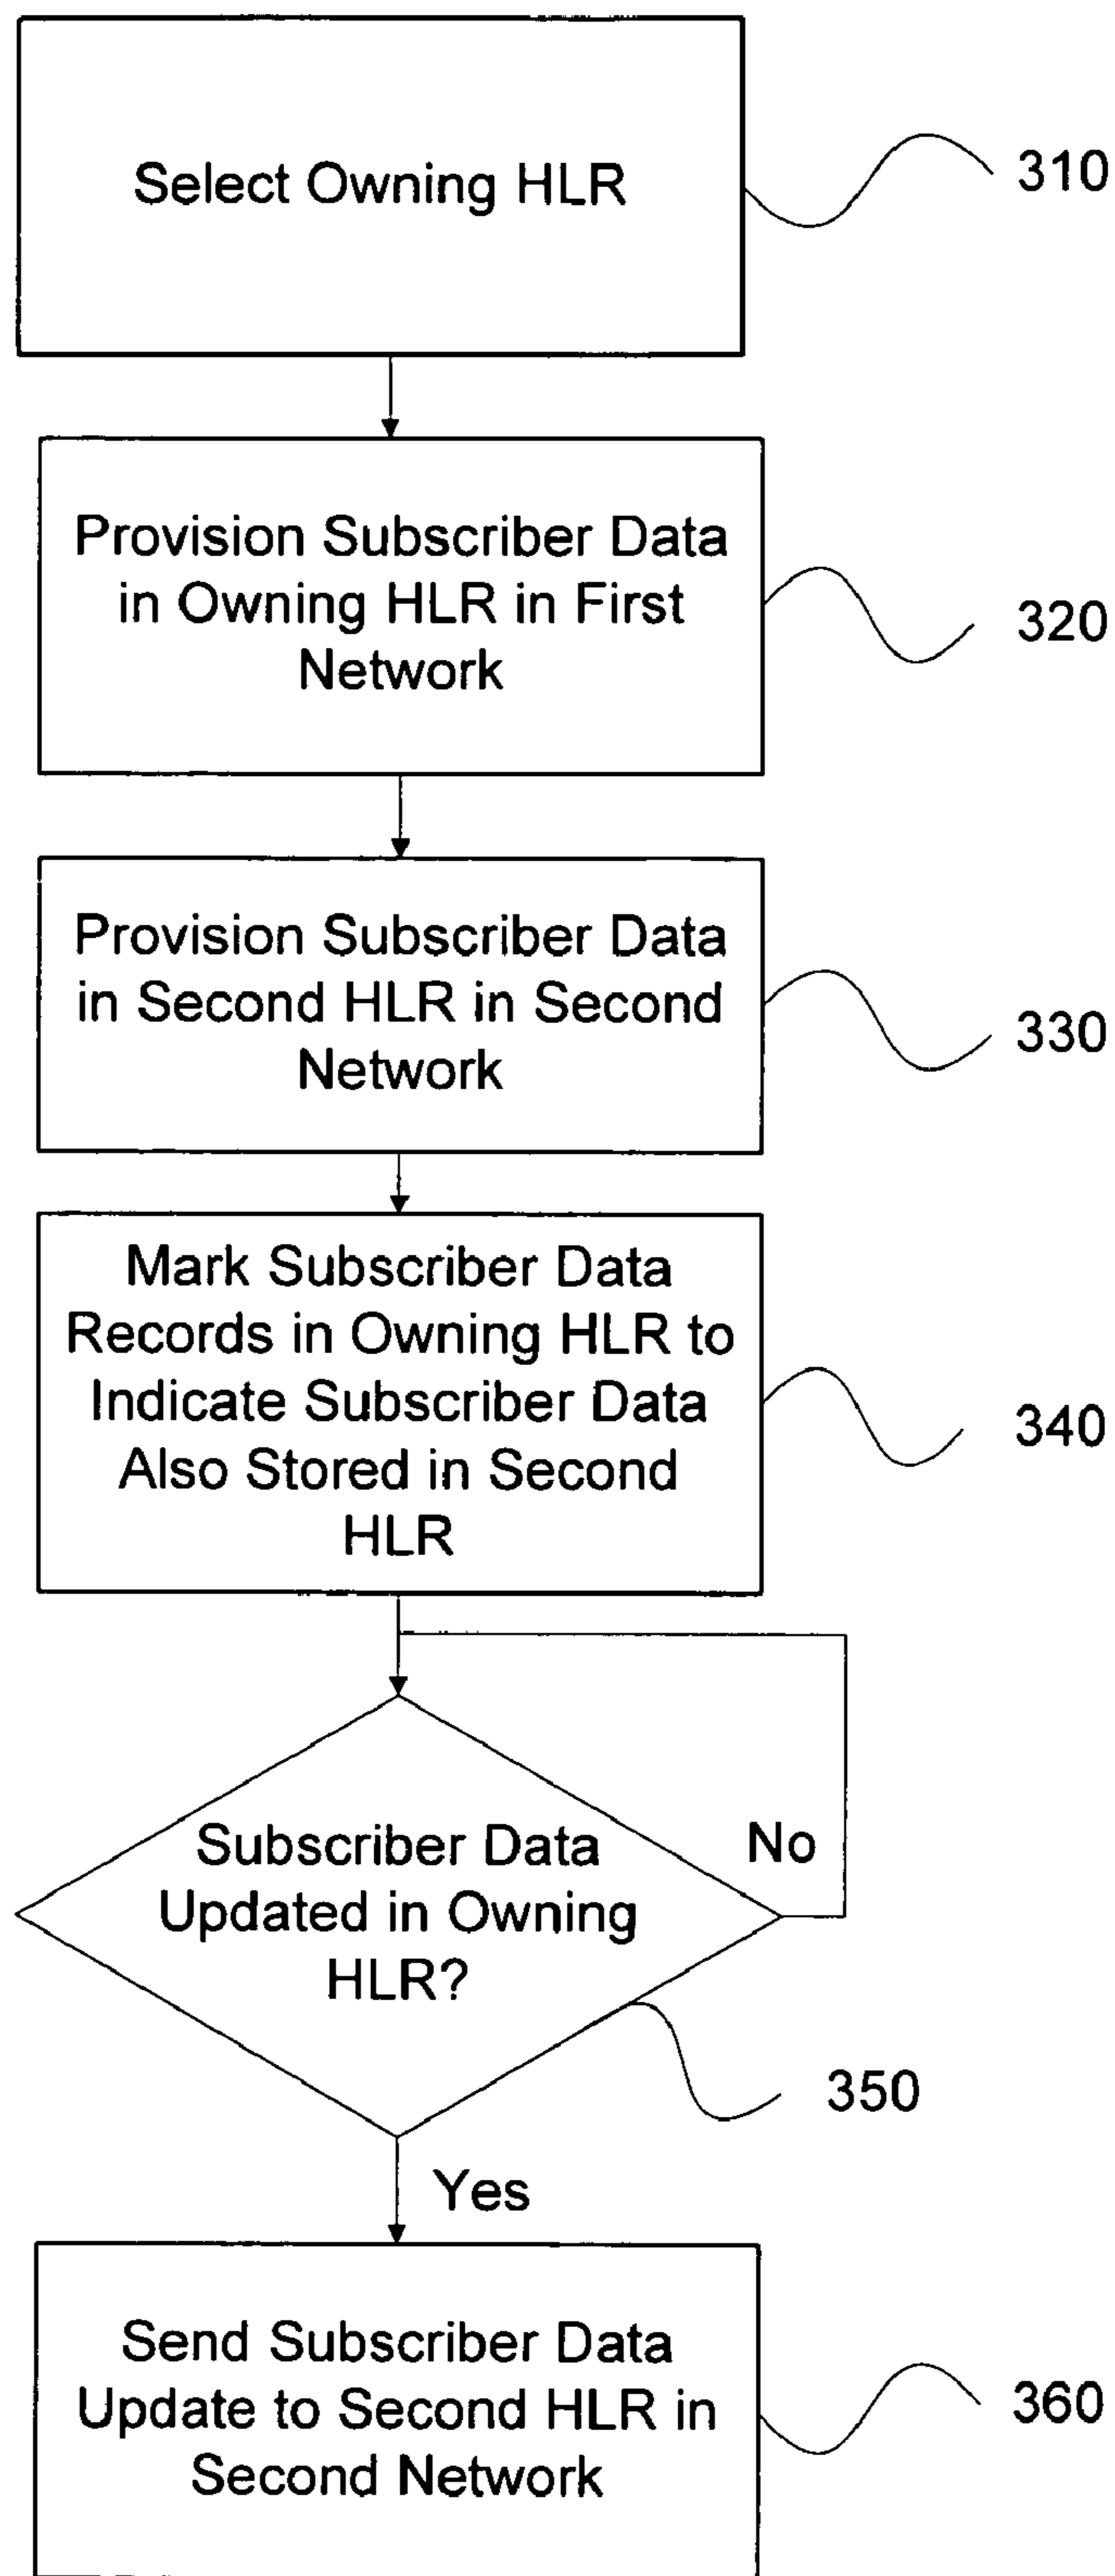 Select Owning HLR
310
Provision Subscriber Data
in Owning HLR in First
Network
320
Provision Subscriber Data
in Second HLR in Second
Network
330
Mark Subscriber Data
Records in Owning HLR to
Indicate Subscriber Data
Also Stored in Second
HLR
340
Subscriber Data
Updated in Owning
HLR?
No
350
Yes
Send Subscriber Data
Update to Second HLR in
Second Network
360